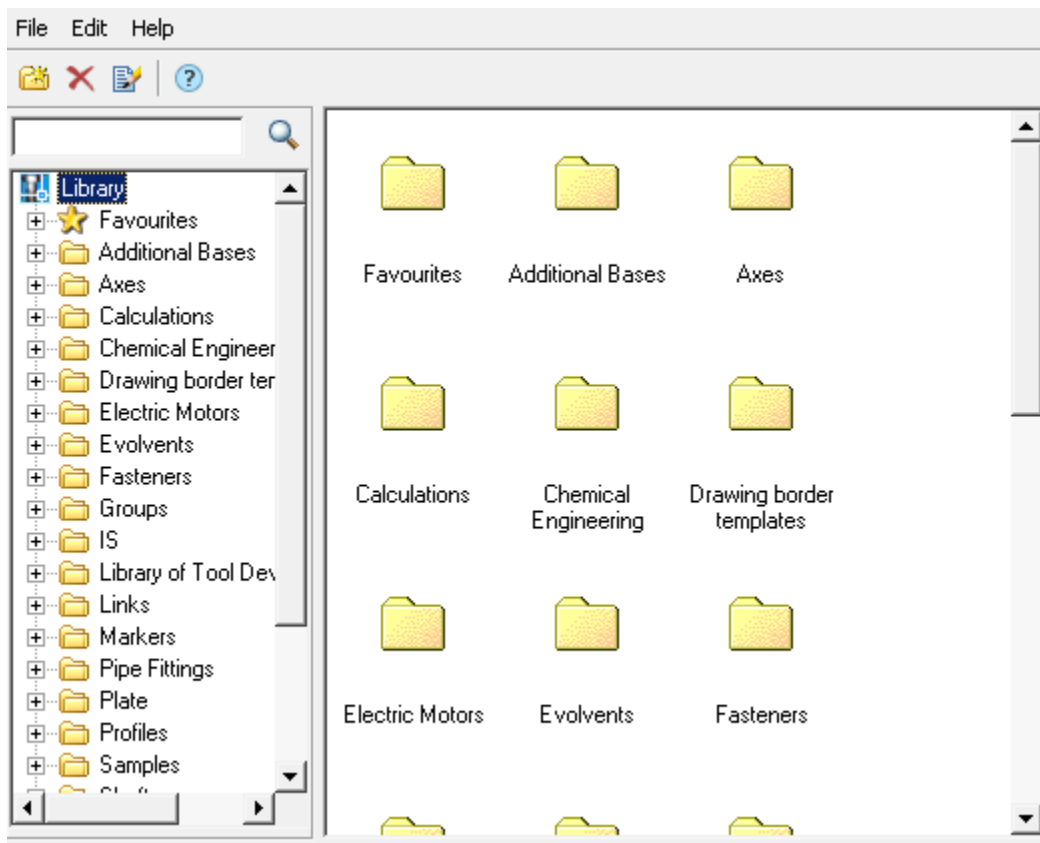 File Edit Help
Library
Favourites
Additional Bases
Axes
Calculations
Chemical Engineer
Drawing border ter
Electric Motors
Evolvents
Fasteners
Groups
IS
Library of Tool Dev
Links
Markers
Pipe Fittings
Plate
Profiles
Samples
Favourites Additional Bases Axes
Calculations Chemical Engineering Drawing border templates
Electric Motors Evolvents Fasteners